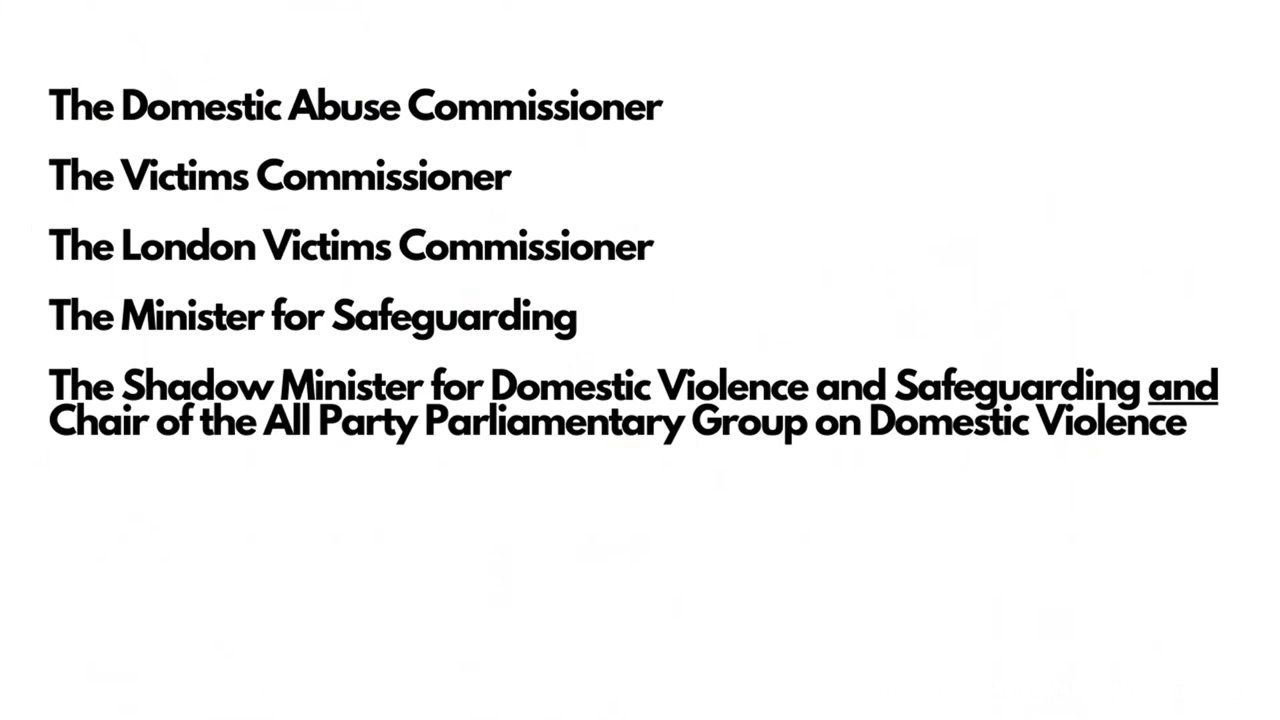 The Domestic Abuse Commissioner
The Victims Commissioner
The London Victims Commissioner
The Minister for Safeguarding
The Shadow Minister for Domestic Violence and Safeguarding and
Chair of the All Party Parliamentary Group on Domestic Violence